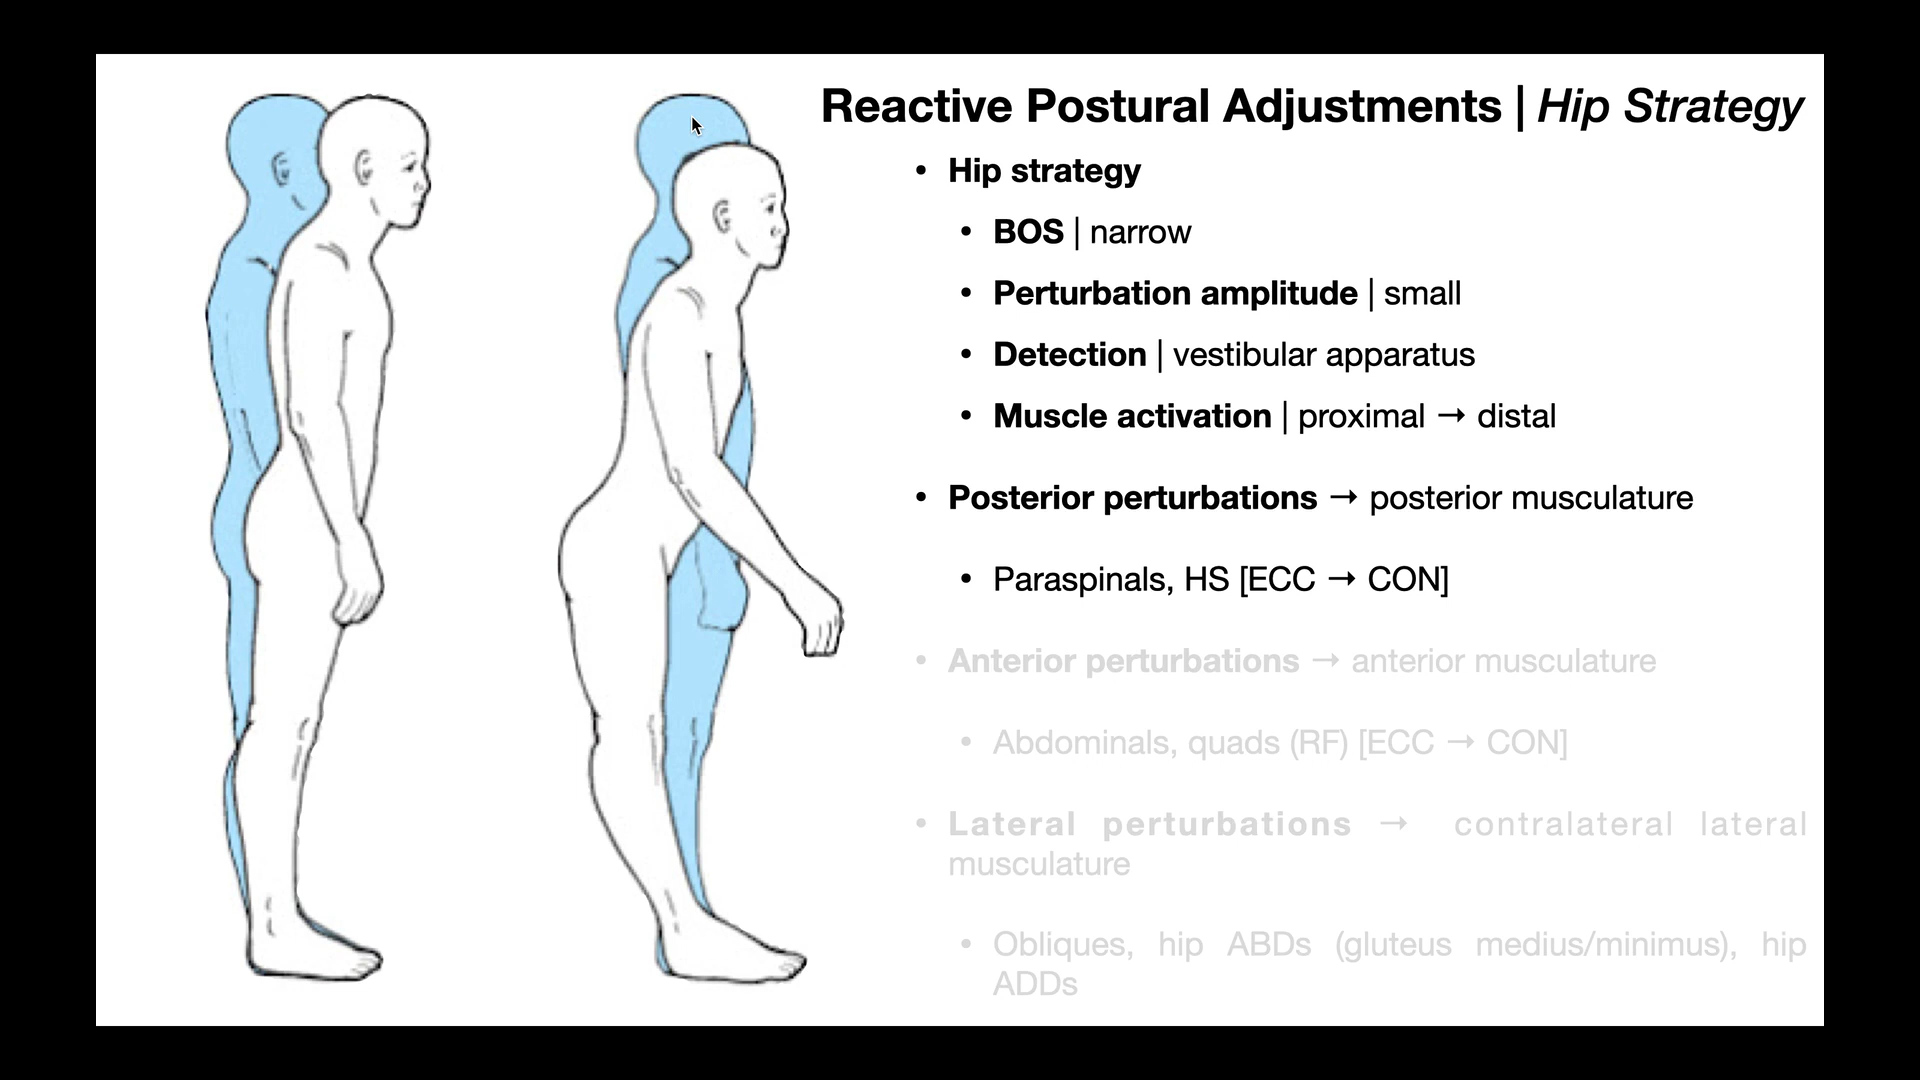 Reactive Postural Adjustments | Hip Strategy
• Hip strategy
• BOS | narrow
• Perturbation amplitude | small
• Detection | vestibular apparatus
• Muscle activation | proximal → distal
• Posterior perturbations → posterior musculature
• Paraspinals, HS [ECC → CON]
• Anterior perturbations → anterior musculature
• Abdominals, quads (RF) [ECC → CON]
• Lateral perturbations → contralateral lateral
musculature
• Obliques, hip ABDs (gluteus medius/minimus), hip
ADDs